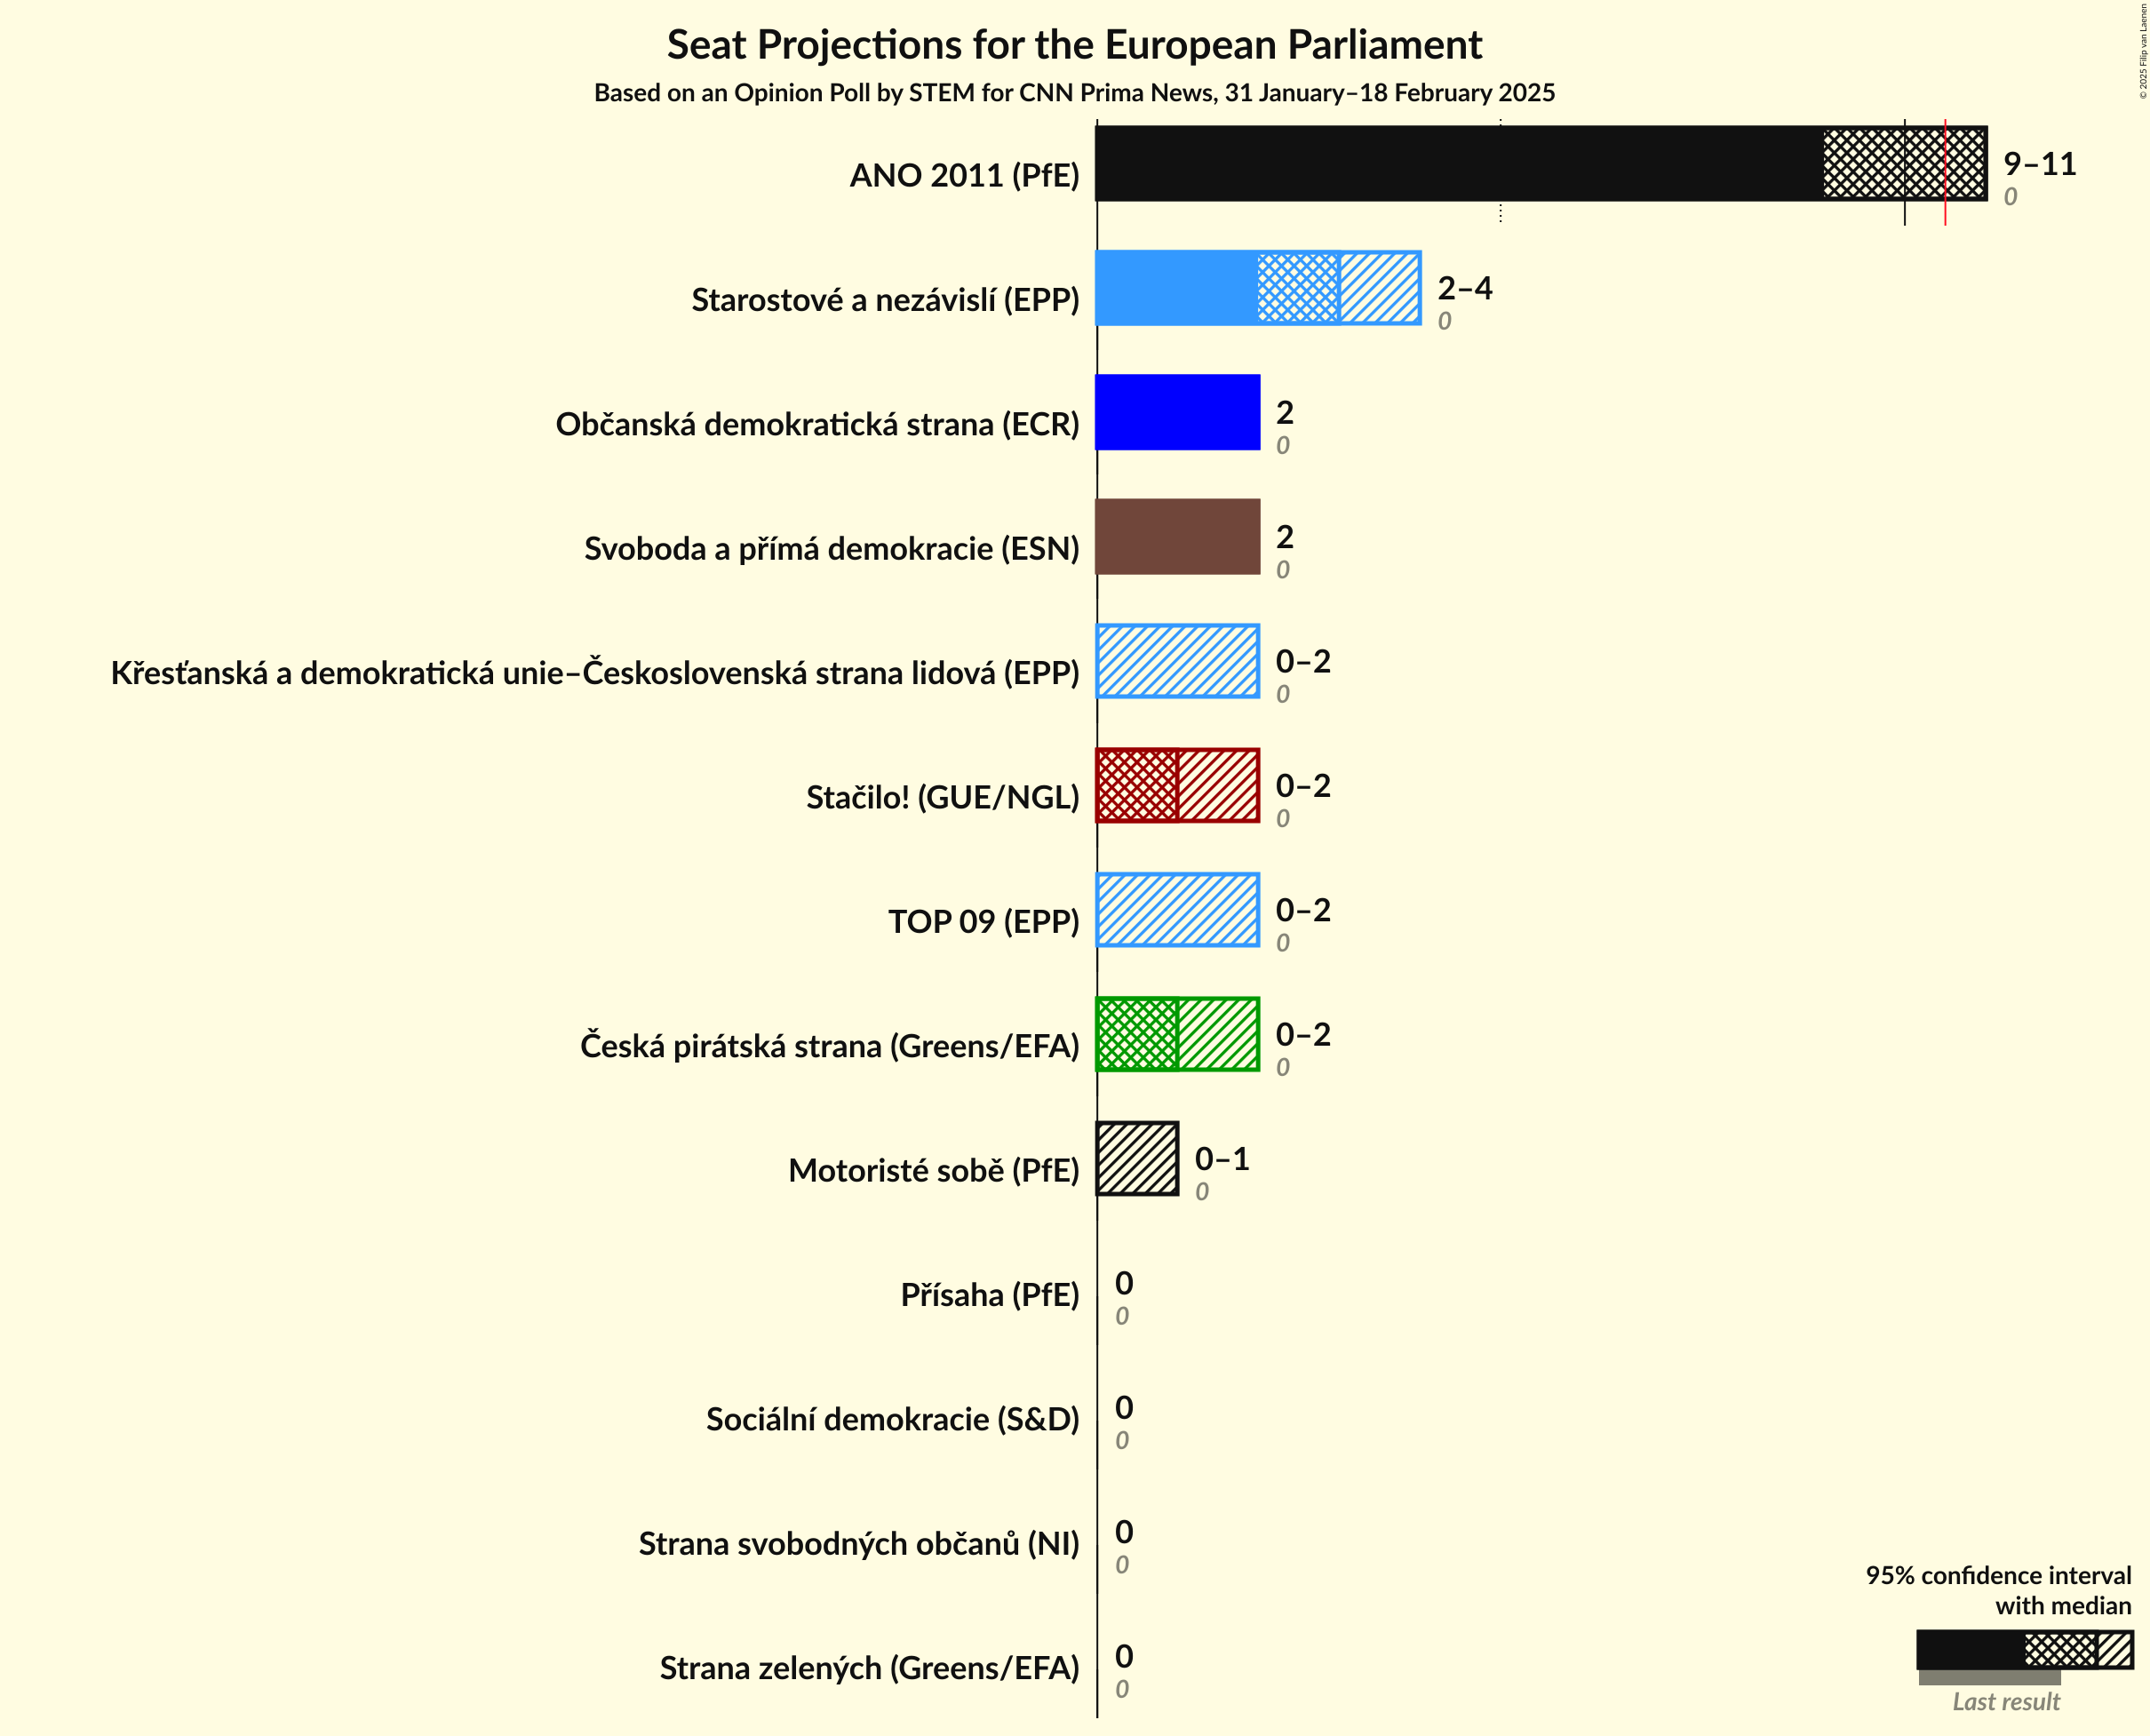 Seat Projections for the European Parliament
Based on an Opinion Poll by STEM for CNN Prima News, 31 January–18 February 2025
© 2025 Filip van Laenen
ANO 2011 (PfE)
9–11
0
Starostové a nezávislí (EPP)
2–4
0
Občanská demokratická strana (ECR)
2
0
Svoboda a přímá demokracie (ESN)
2
0
Křesťanská a demokratická unie–Československá strana lidová (EPP)
0–2
0
Stačilo! (GUE/NGL)
0–2
0
TOP 09 (EPP)
0–2
0
Česká pirátská strana (Greens/EFA)
0–2
0
Motoristé sobě (PfE)
0–1
0
Přísaha (PfE)
0
0
Sociální demokracie (S&D)
0
0
Strana svobodných občanů (NI)
0
0
Strana zelených (Greens/EFA)
0
0
95% confidence interval
with median
Last result